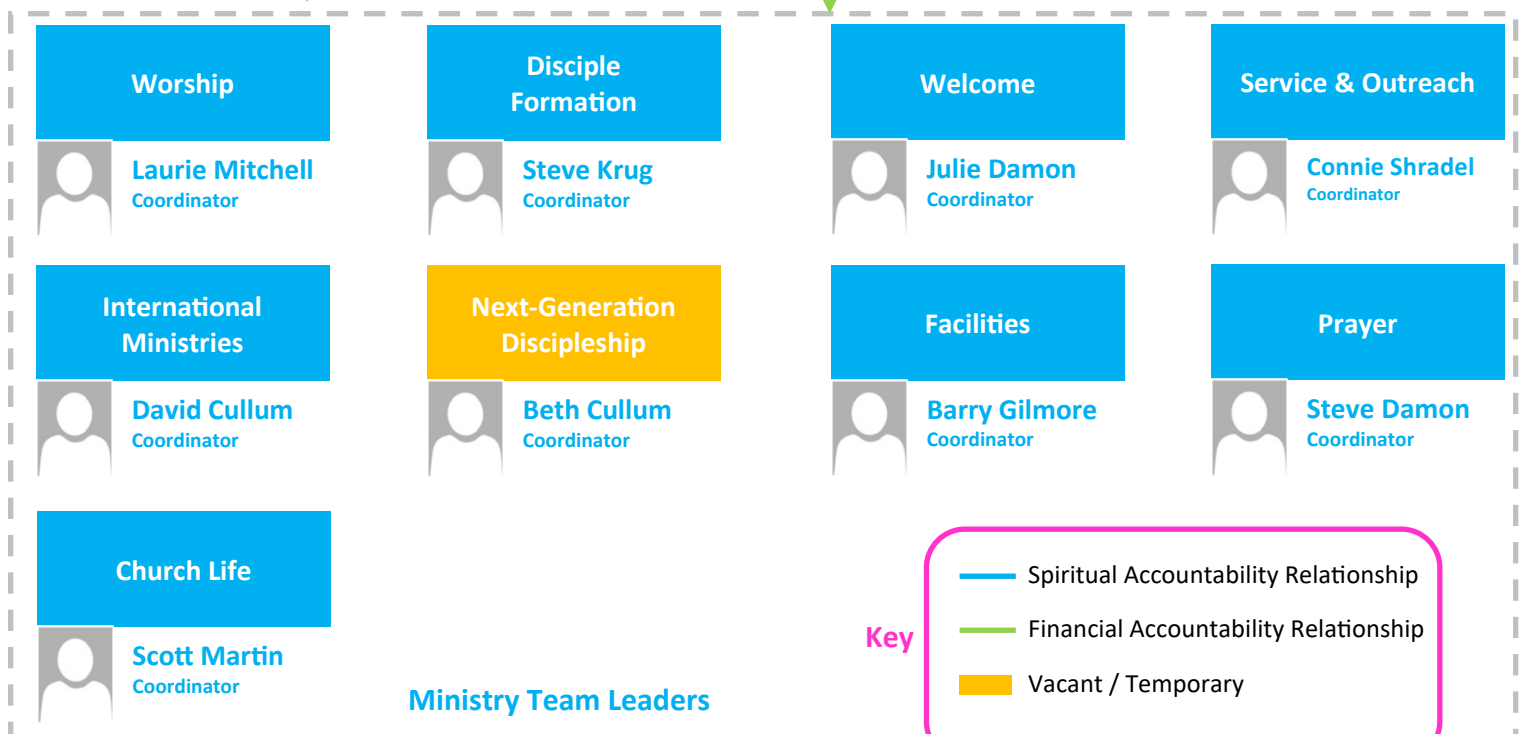 Worship
Disciple
Formation
Welcome
Service & Outreach
Laurie Mitchell
Coordinator
Steve Krug
Coordinator
Julie Damon
Coordinator
Connie Shradel
Coordinator
International
Ministries
Next-Generation
Discipleship
Facilities
Prayer
David Cullum
Coordinator
Beth Cullum
Coordinator
Barry Gilmore
Coordinator
Steve Damon
Coordinator
Church Life
Scott Martin
Coordinator
Ministry Team Leaders
Key
Spiritual Accountability Relationship
Financial Accountability Relationship
Vacant / Temporary